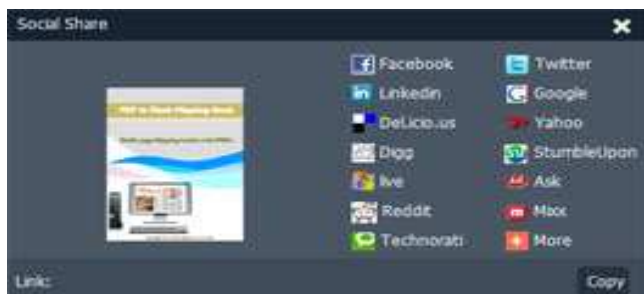 Social Share
Facebook Twitter
Linkedin Google
DeLicio.us Yahoo
Digg StumbleUpon
live Ask
Reddit Mixx
Technorati More
Link: Copy